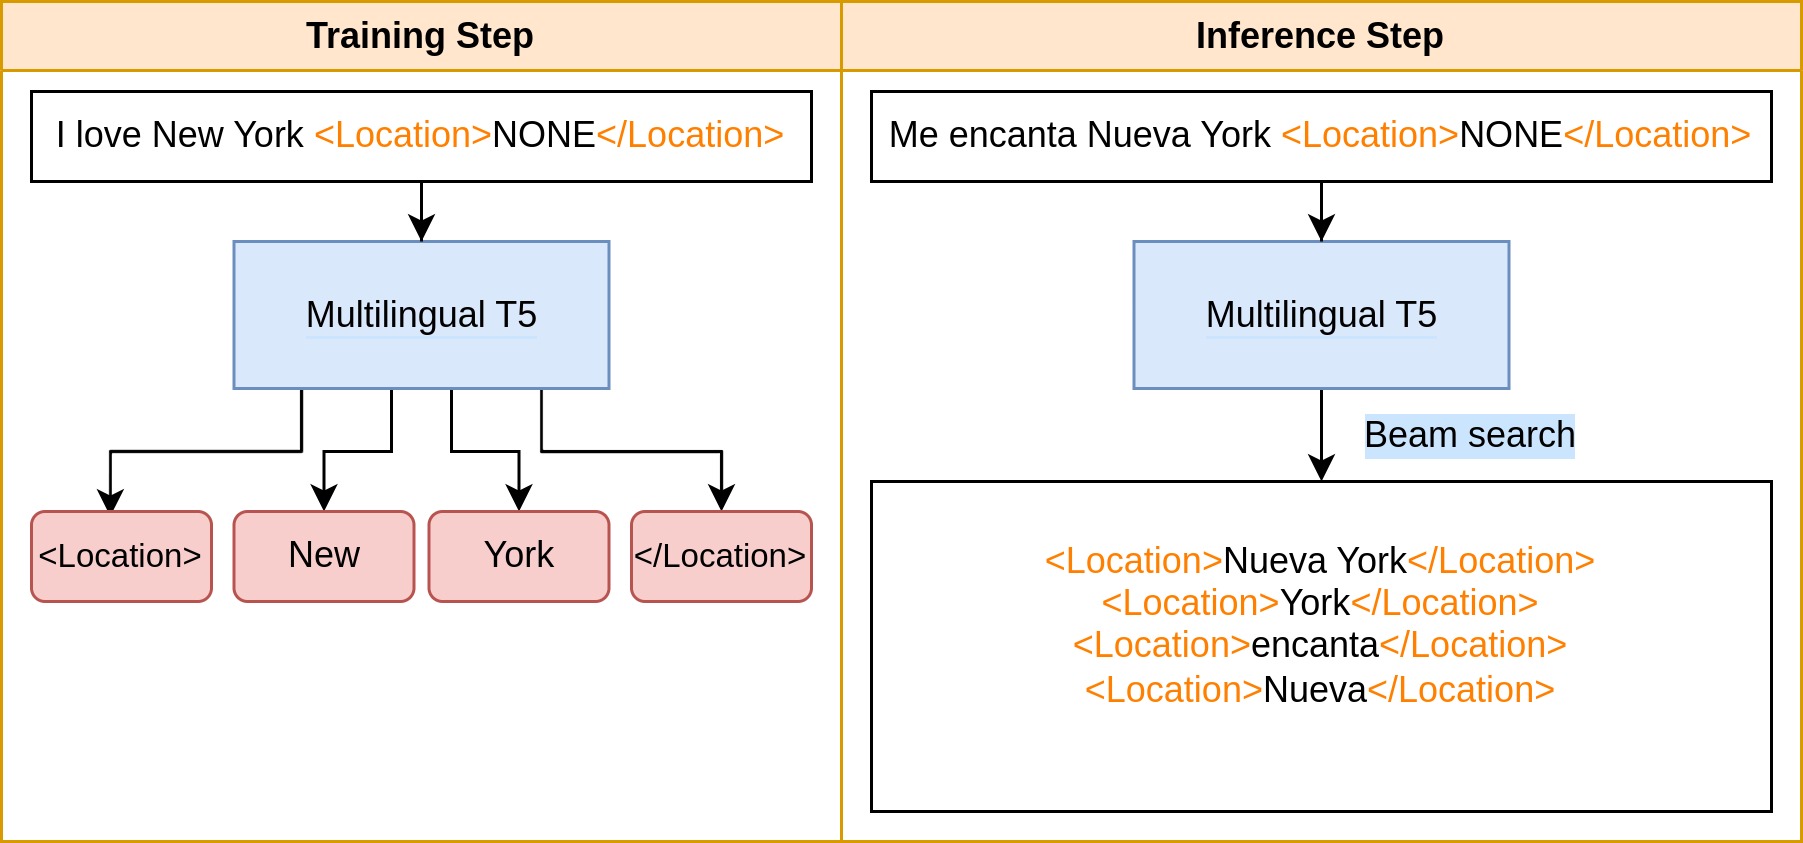 Training Step
I love New York <Location>NONE</Location>
Multilingual T5
<Location>
New
York
</Location>
Inference Step
Me encanta Nueva York <Location>NONE</Location>
Multilingual T5
Beam search
<Location>Nueva York</Location>
<Location>York</Location>
<Location>encanta</Location>
<Location>Nueva</Location>